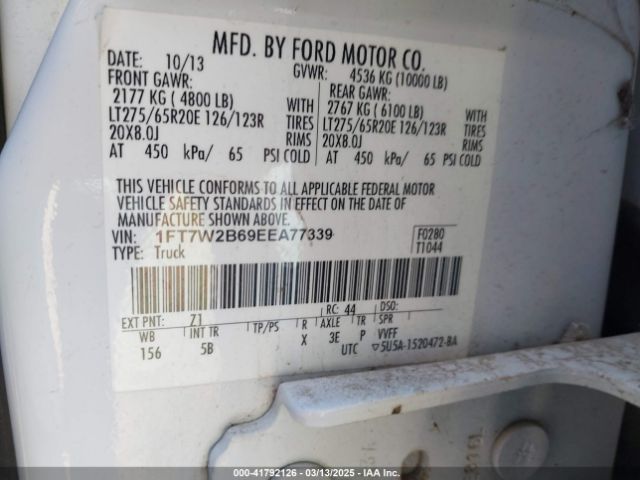 MFD. BY FORD MOTOR CO.
DATE: 10/13 GVWR: 4536 KG (10000 LB)
FRONT GAWR: REAR GAWR:
2177 KG ( 4800 LB) WITH 2767 KG ( 6100 LB) WITH
LT275/65R20E 126/123R TIRES LT275/65R20E 126/123R TIRES
20X8.0J RIMS 20X8.0J RIMS
AT 450 kPa/ 65 PSI COLD AT 450 kPa/ 65 PSI COLD
THIS VEHICLE CONFORMS TO ALL APPLICABLE FEDERAL MOTOR
VEHICLE SAFETY STANDARDS IN EFFECT ON THE DATE OF
MANUFACTURE SHOWN ABOVE.
VIN: 1FT7W2B69EEA77339 F0280
TYPE: Truck T1044
EXT PNT: 71 RC: 44 DSO:
WB INT TR TP/PS R AXLE TR SPR
156 5B X 3E P VVFF
UTC ▽5U5A-1520472-BA
000-41792126 - 03/13/2025 - IAA Inc.